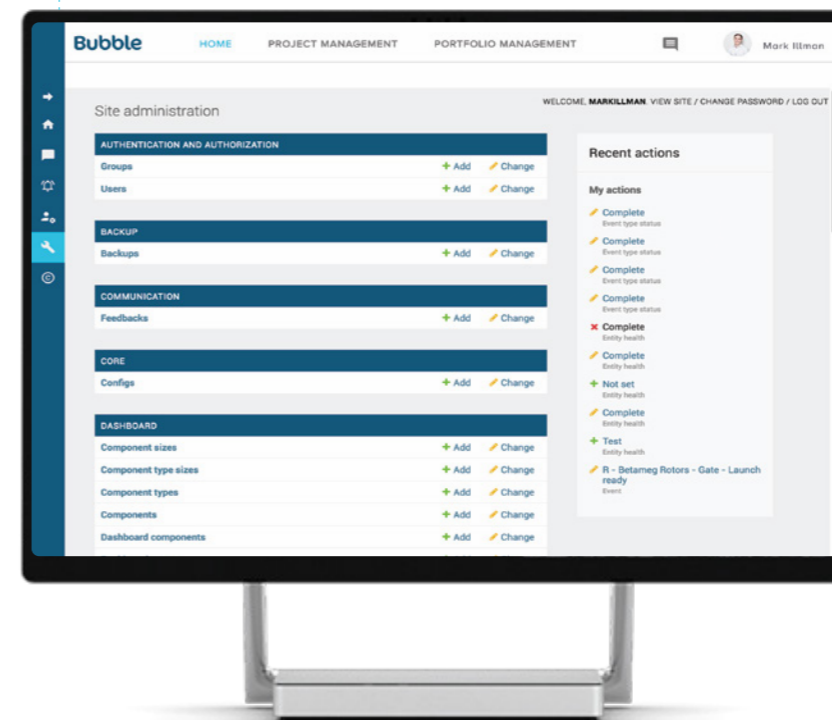 Bubble HOME PROJECT MANAGEMENT PORTFOLIO MANAGEMENT Mark Illman
WELCOME, MARKILLMAN. VIEW SITE / CHANGE PASSWORD / LOG OUT
Site administration
AUTHENTICATION AND AUTHORIZATION
Groups + Add Change
Users + Add Change
BACKUP
Backups + Add Change
COMMUNICATION
Feedbacks + Add Change
CORE
Configs + Add Change
DASHBOARD
Component sizes + Add Change
Component type sizes + Add Change
Component types + Add Change
Components + Add Change
Dashboard components + Add Change
Recent actions
My actions
Complete
Event type status
Complete
Event type status
Complete
Event type status
Complete
Event type status
Complete
Entity health
Complete
Entity health
+ Not set
Entity health
Complete
Entity health
+ Test
Entity health
R - Betameg Rotors - Gate - Launch
ready
Event